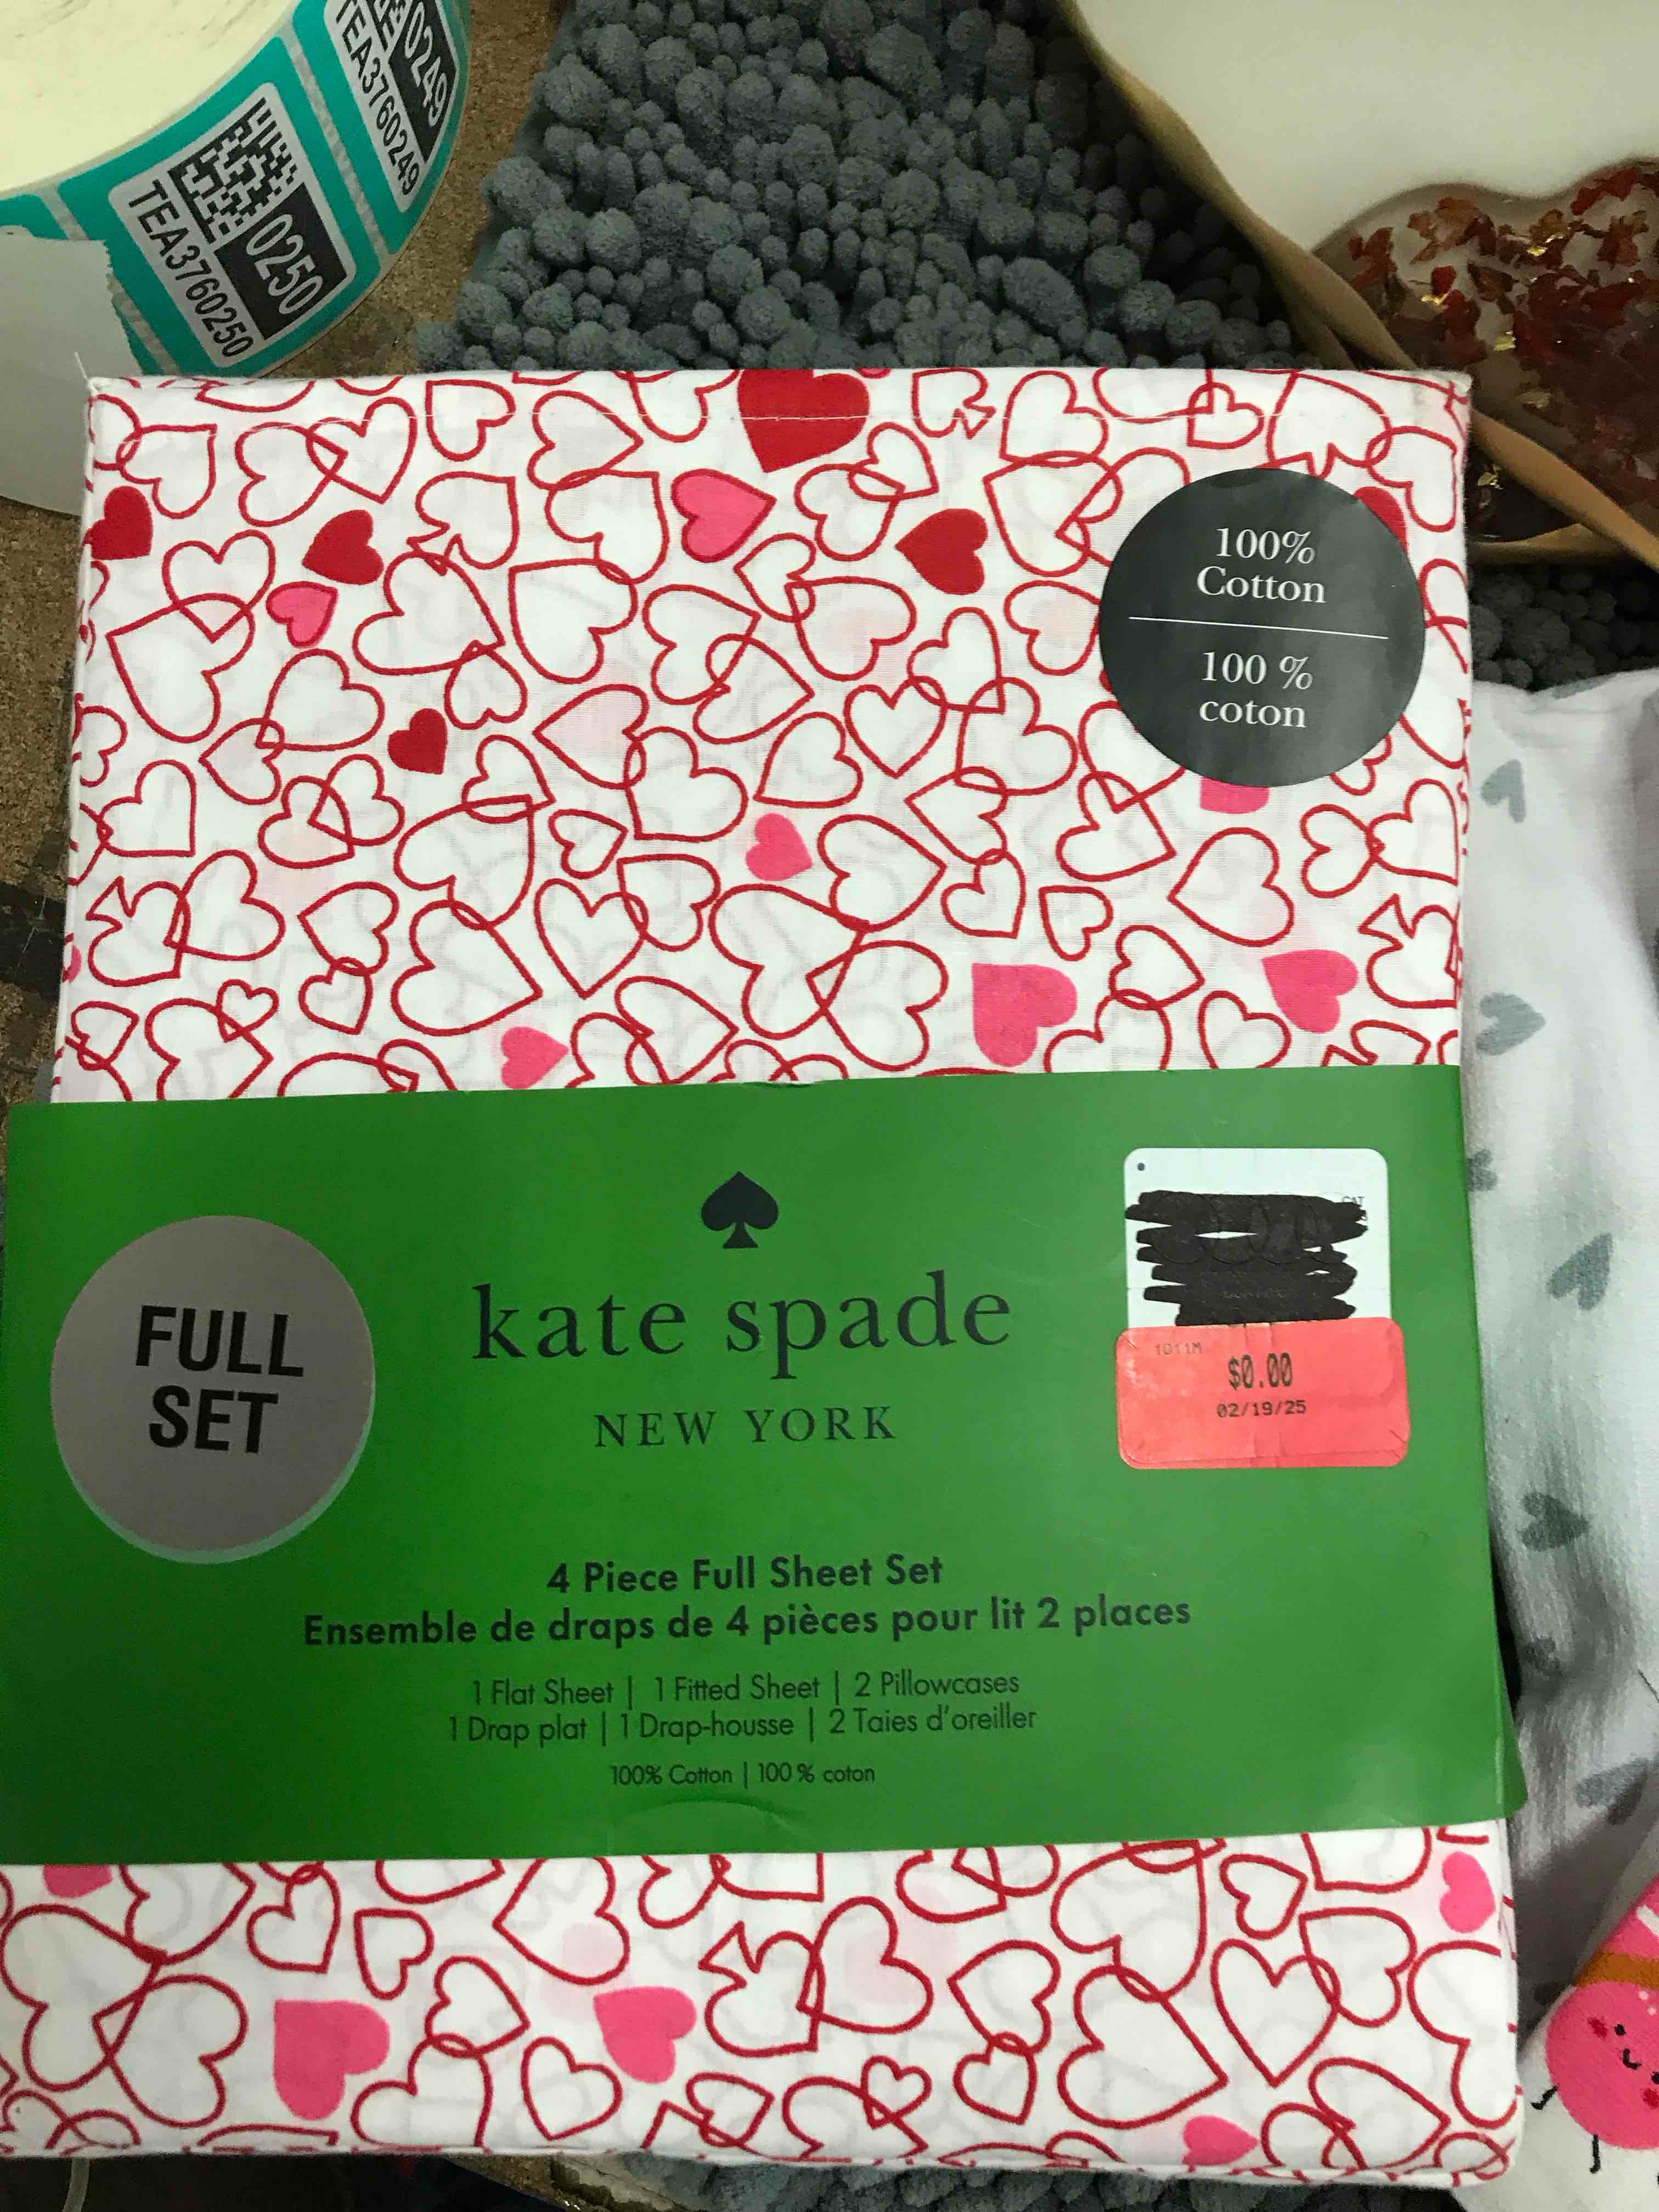 0249
TEA3760249
0250
TEA3760250
100%
Cotton
100 %
coton
FULL
SET
kate spade
NEW YORK
CAT
1011M
$0.00
02/19/25
4 Piece Full Sheet Set
Ensemble de draps de 4 pièces pour lit 2 places
1 Flat Sheet | 1 Fitted Sheet | 2 Pillowcases
1 Drap plat | 1 Drap-housse | 2 Taies d'oreiller
100% Cotton | 100 % coton